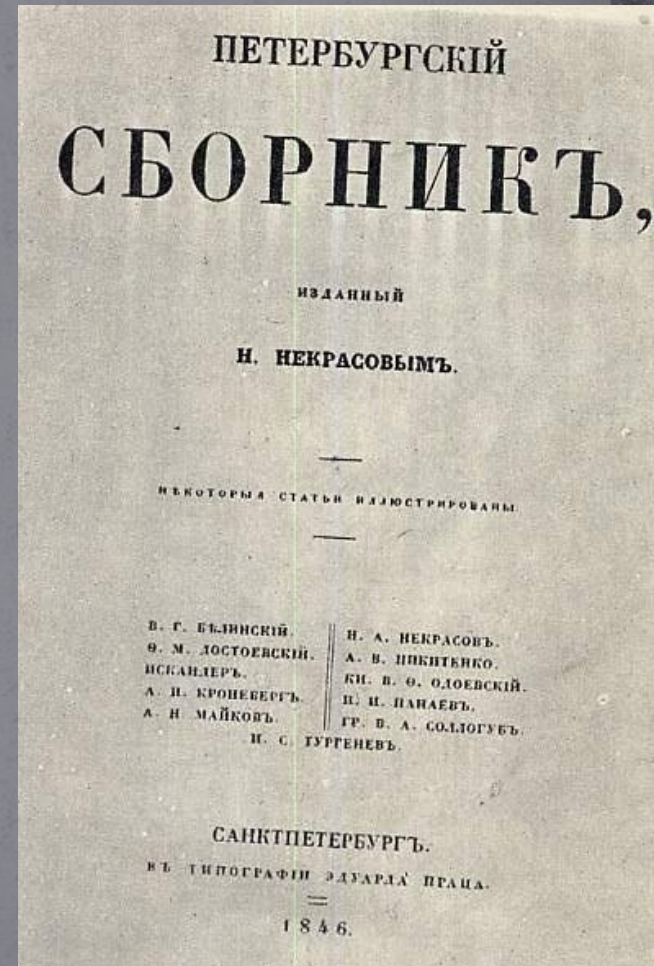 ПЕТЕРБУРГСКІЙ
СБОРНИКЪ,
ИЗДАННЫЙ
Н. НЕКРАСОВЫМЪ.
НѢКОТОРЫЯ СТАТЬИ ИЛЛЮСТРИРОВАНЫ
В. Г. БѢЛИНСКІЙ.
Ѳ. М. ДОСТОЕВСКІЙ.
ИСКАНДЕРЪ.
А. И. КРОНЕБЕРГЪ.
А. Н МАЙКОВЪ.
Н. А. НЕКРАСОВЪ.
А. В. НИКИТЕНКО.
КН. В. Ѳ. ОДОЕВСКІЙ.
И. И. ПАНАЕВЪ.
ГР. В. А. СОЛЛОГУБЪ.
И. С ТУРГЕНЕВЪ.
САНКТПЕТЕРБУРГЪ.
ВЪ ТИПОГРАФІИ ЭДУАРДА ПРАЦА.
1846.